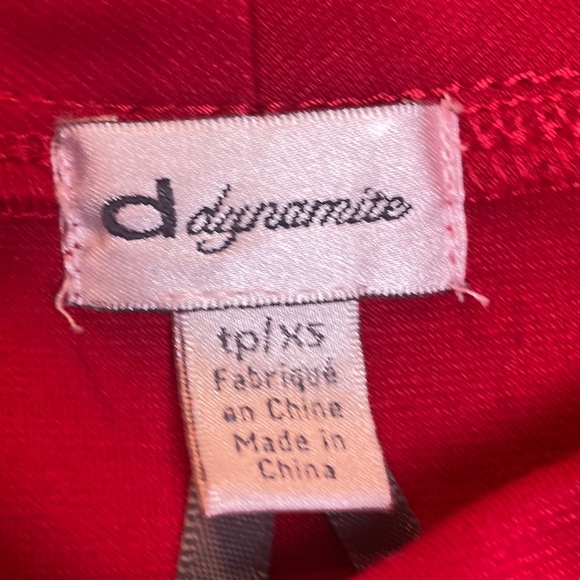 d dynamite
tp/xs
Fabriqué
en Chine
Made in
China